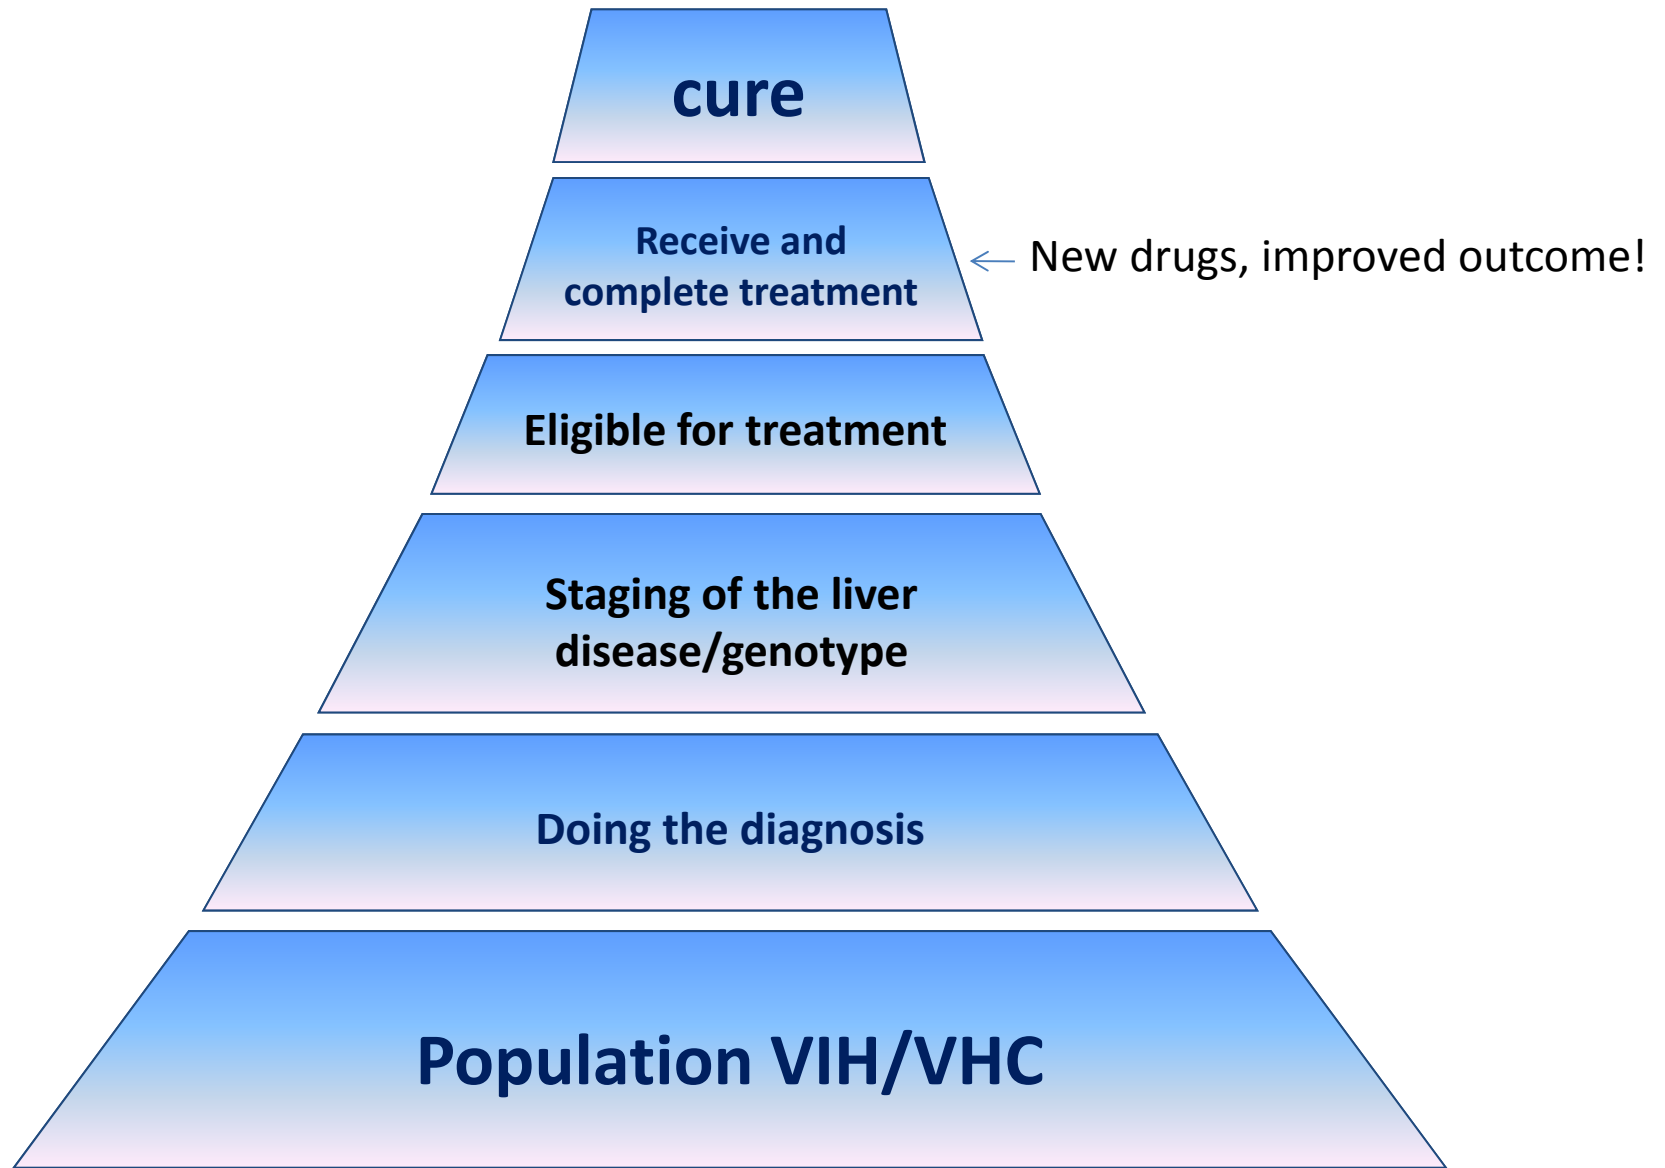 cure
Receive and
complete treatment
New drugs, improved outcome!
Eligible for treatment
Staging of the liver
disease/genotype
Doing the diagnosis
Population VIH/VHC